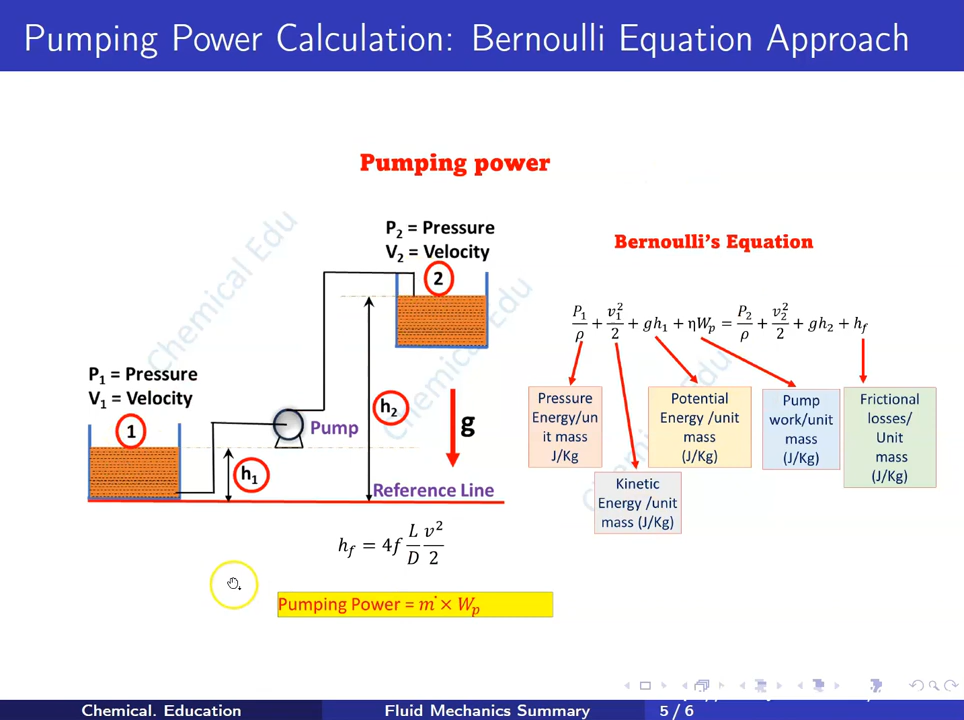 Pumping Power Calculation: Bernoulli Equation Approach
Pumping power
P₂ = Pressure
V₂ = Velocity
2
P₁ = Pressure
V₁ = Velocity
1
Pump
h₁
h₂
g
Reference Line
h_f = 4f L/D v²/2
Pumping Power = ṁ × W_p
Bernoulli's Equation
P₁/ρ + v₁²/2 + gh₁ + ηW_p = P₂/ρ + v₂²/2 + gh₂ + h_f
Pressure
Energy/un
it mass
J/Kg
Kinetic
Energy /unit
mass (J/Kg)
Potential
Energy /unit
mass
(J/Kg)
Pump
work/unit
mass
(J/Kg)
Frictional
losses/
Unit
mass
(J/Kg)
Chemical Edu
Chemical. Education
Fluid Mechanics Summary
5 / 6